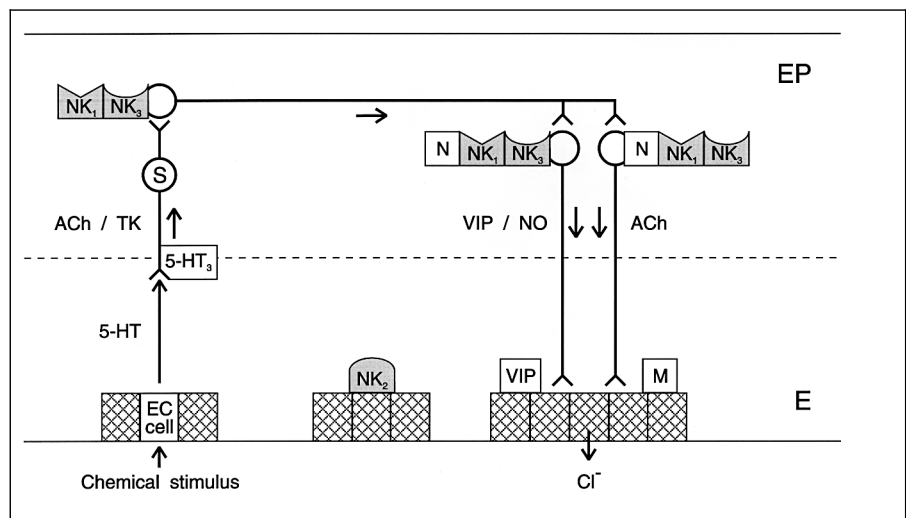 EP
NK₁ NK₃
N NK₁ NK₃
N NK₁ NK₃
S
ACh / TK
VIP / NO
ACh
5-HT₃
5-HT
NK₂
VIP
M
EC
cell
E
Chemical stimulus
Cl⁻